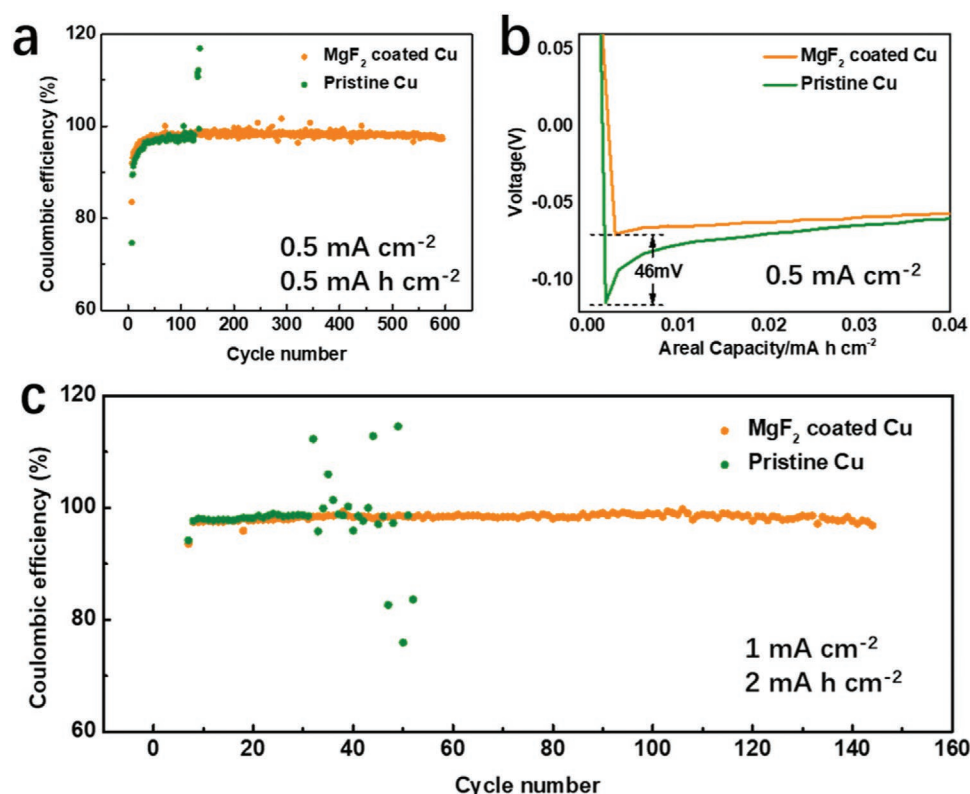 a
120
100
80
60
Coulombic efficiency (%)
MgF₂ coated Cu
Pristine Cu
0.5 mA cm⁻²
0.5 mA h cm⁻²
0 100 200 300 400 500 600
Cycle number
b
0.05
0.00
-0.05
-0.10
Voltage(V)
MgF₂ coated Cu
Pristine Cu
46mV
0.5 mA cm⁻²
0.00 0.01 0.02 0.03 0.04
Areal Capacity/mA h cm⁻²
c
120
100
80
60
Coulombic efficiency (%)
MgF₂ coated Cu
Pristine Cu
1 mA cm⁻²
2 mA h cm⁻²
0 20 40 60 80 100 120 140 160
Cycle number